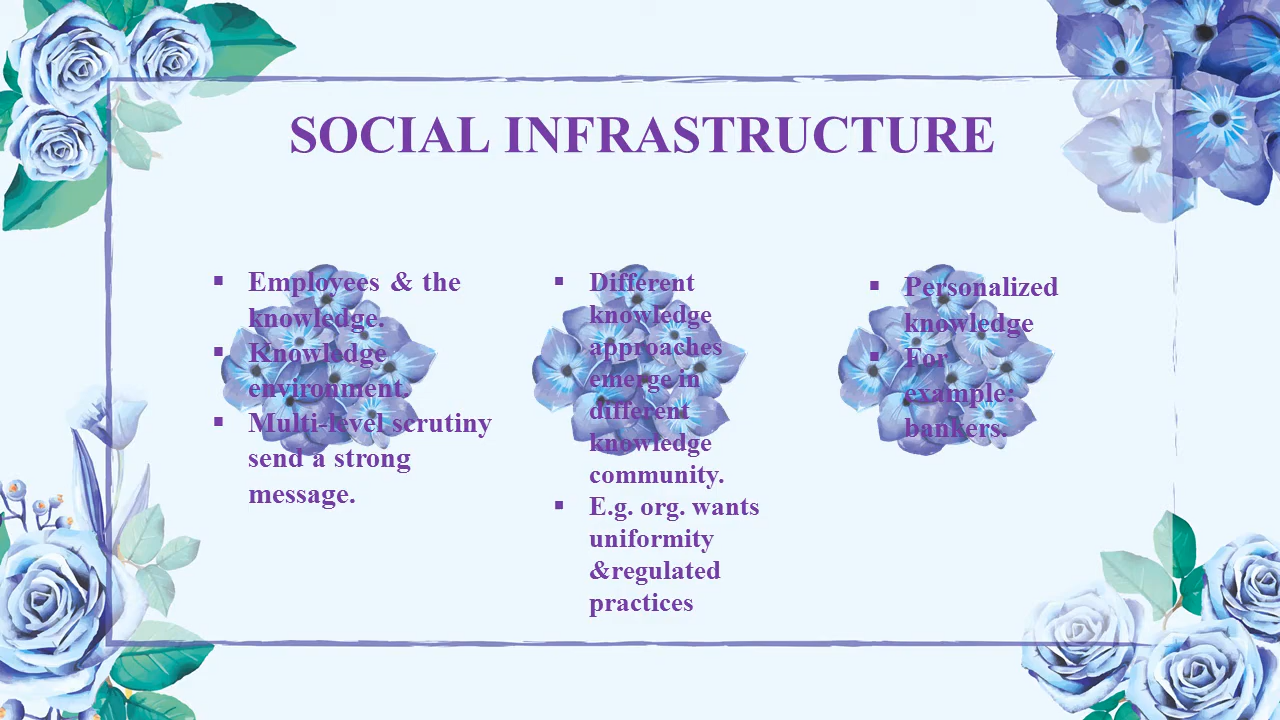 SOCIAL INFRASTRUCTURE
▪ Employees & the
knowledge.
▪ Knowledge
environment.
▪ Multi-level scrutiny
send a strong
message.
▪ Different
knowledge
approaches
emerge in
different
knowledge
community.
▪ E.g. org. wants
uniformity
&regulated
practices
▪ Personalized
knowledge
▪ For
example:
bankers.